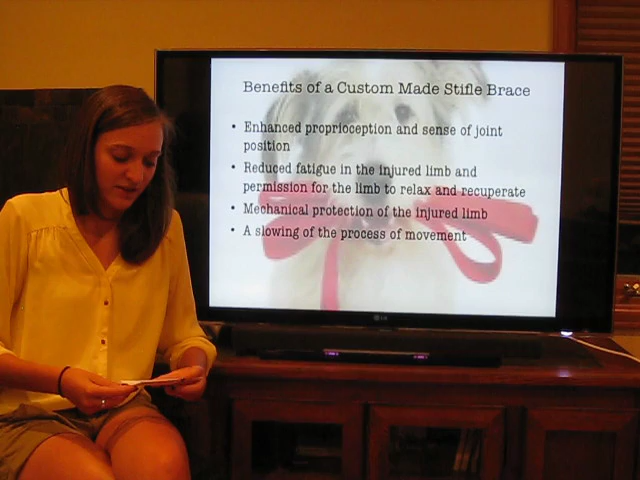 Benefits of a Custom Made Stifle Brace
• Enhanced proprioception and sense of joint
position
• Reduced fatigue in the injured limb and
permission for the limb to relax and recuperate
• Mechanical protection of the injured limb
• A slowing of the process of movement
LG